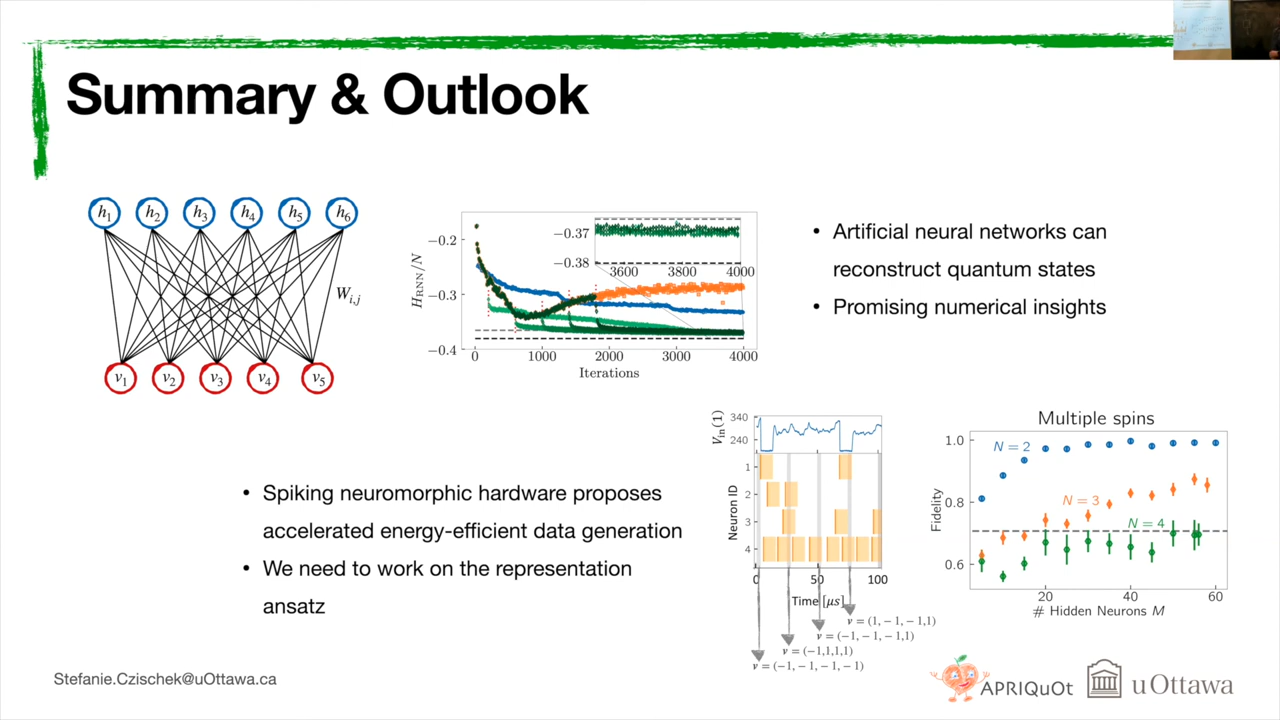 Summary & Outlook
h1 h2 h3 h4 h5 h6
Wi,j
v1 v2 v3 v4 v5
HRNN/N
−0.2
−0.3
−0.4
−0.37
−0.38
3600 3800 4000
0 1000 2000 3000 4000
Iterations
• Artificial neural networks can
reconstruct quantum states
• Promising numerical insights
• Spiking neuromorphic hardware proposes
accelerated energy-efficient data generation
• We need to work on the representation
ansatz
Vin(1)
340
240
Neuron ID
1
2
3
4
0 50 100
Time [μs]
v = (1, − 1, − 1,1)
v = (−1, − 1, − 1,1)
v = (−1,1,1,1)
v = (−1, − 1, − 1, − 1)
Multiple spins
Fidelity
1.0
0.8
0.6
N = 2
N = 3
N = 4
20 40 60
# Hidden Neurons M
Stefanie.Czischek@uOttawa.ca
APRIQuOt
uOttawa